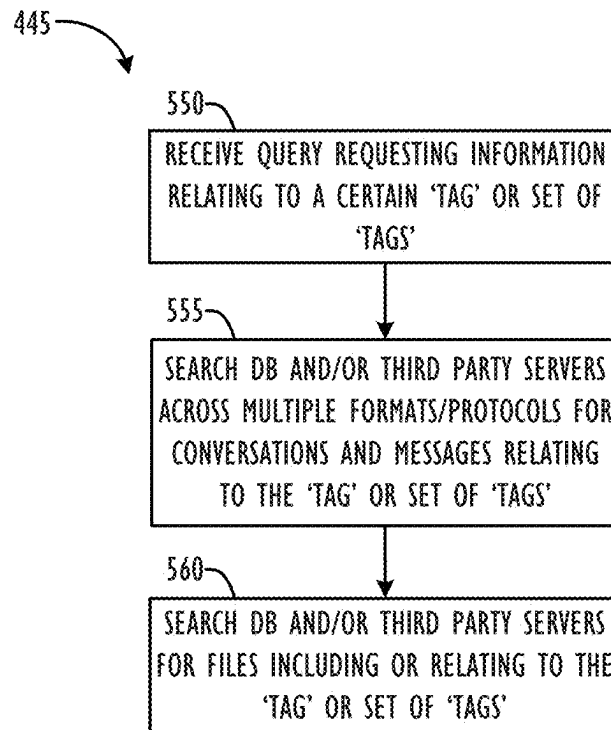 445
550
RECEIVE QUERY REQUESTING INFORMATION
RELATING TO A CERTAIN ‘TAG’ OR SET OF
‘TAGS’
555
SEARCH DB AND/OR THIRD PARTY SERVERS
ACROSS MULTIPLE FORMATS/PROTOCOLS FOR
CONVERSATIONS AND MESSAGES RELATING
TO THE ‘TAG’ OR SET OF ‘TAGS’
560
SEARCH DB AND/OR THIRD PARTY SERVERS
FOR FILES INCLUDING OR RELATING TO THE
‘TAG’ OR SET OF ‘TAGS’